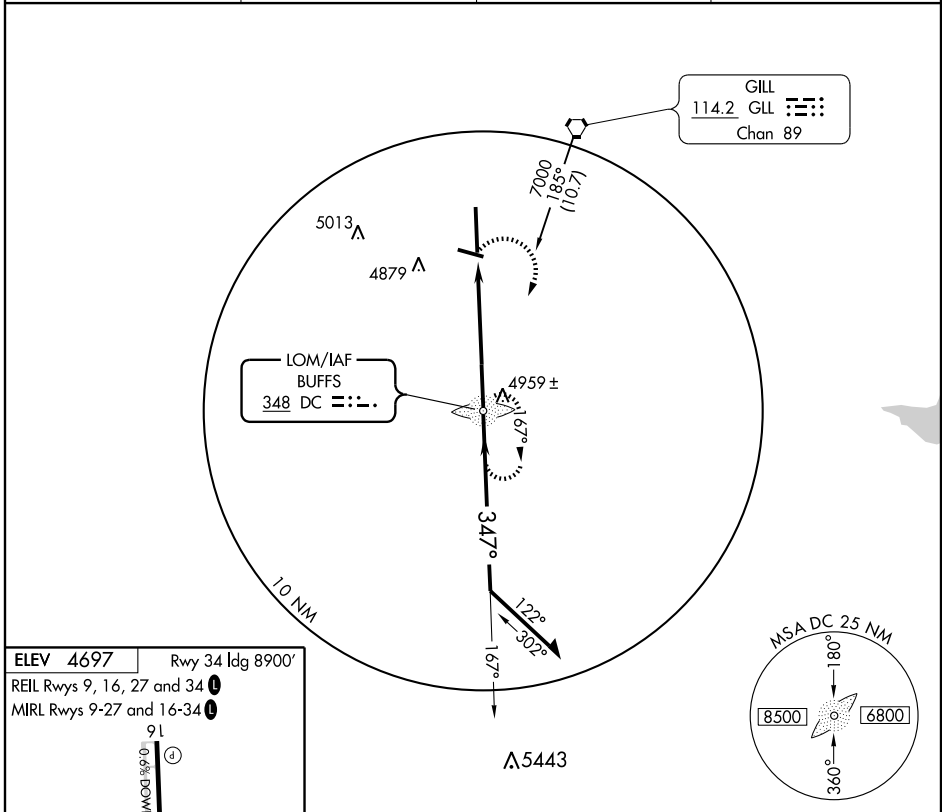 GILL
114.2 GLL
Chan 89
7000
185°
(10.7)
5013
4879
LOM/IAF
BUFFS
348 DC
4959 ±
167°
347°
10 NM
122°
302°
167°
5443
MSA DC 25 NM
180°
8500
6800
360°
ELEV 4697
Rwy 34 ldg 8900'
REIL Rwys 9, 16, 27 and 34 L
MIRL Rwys 9-27 and 16-34 L
16
P